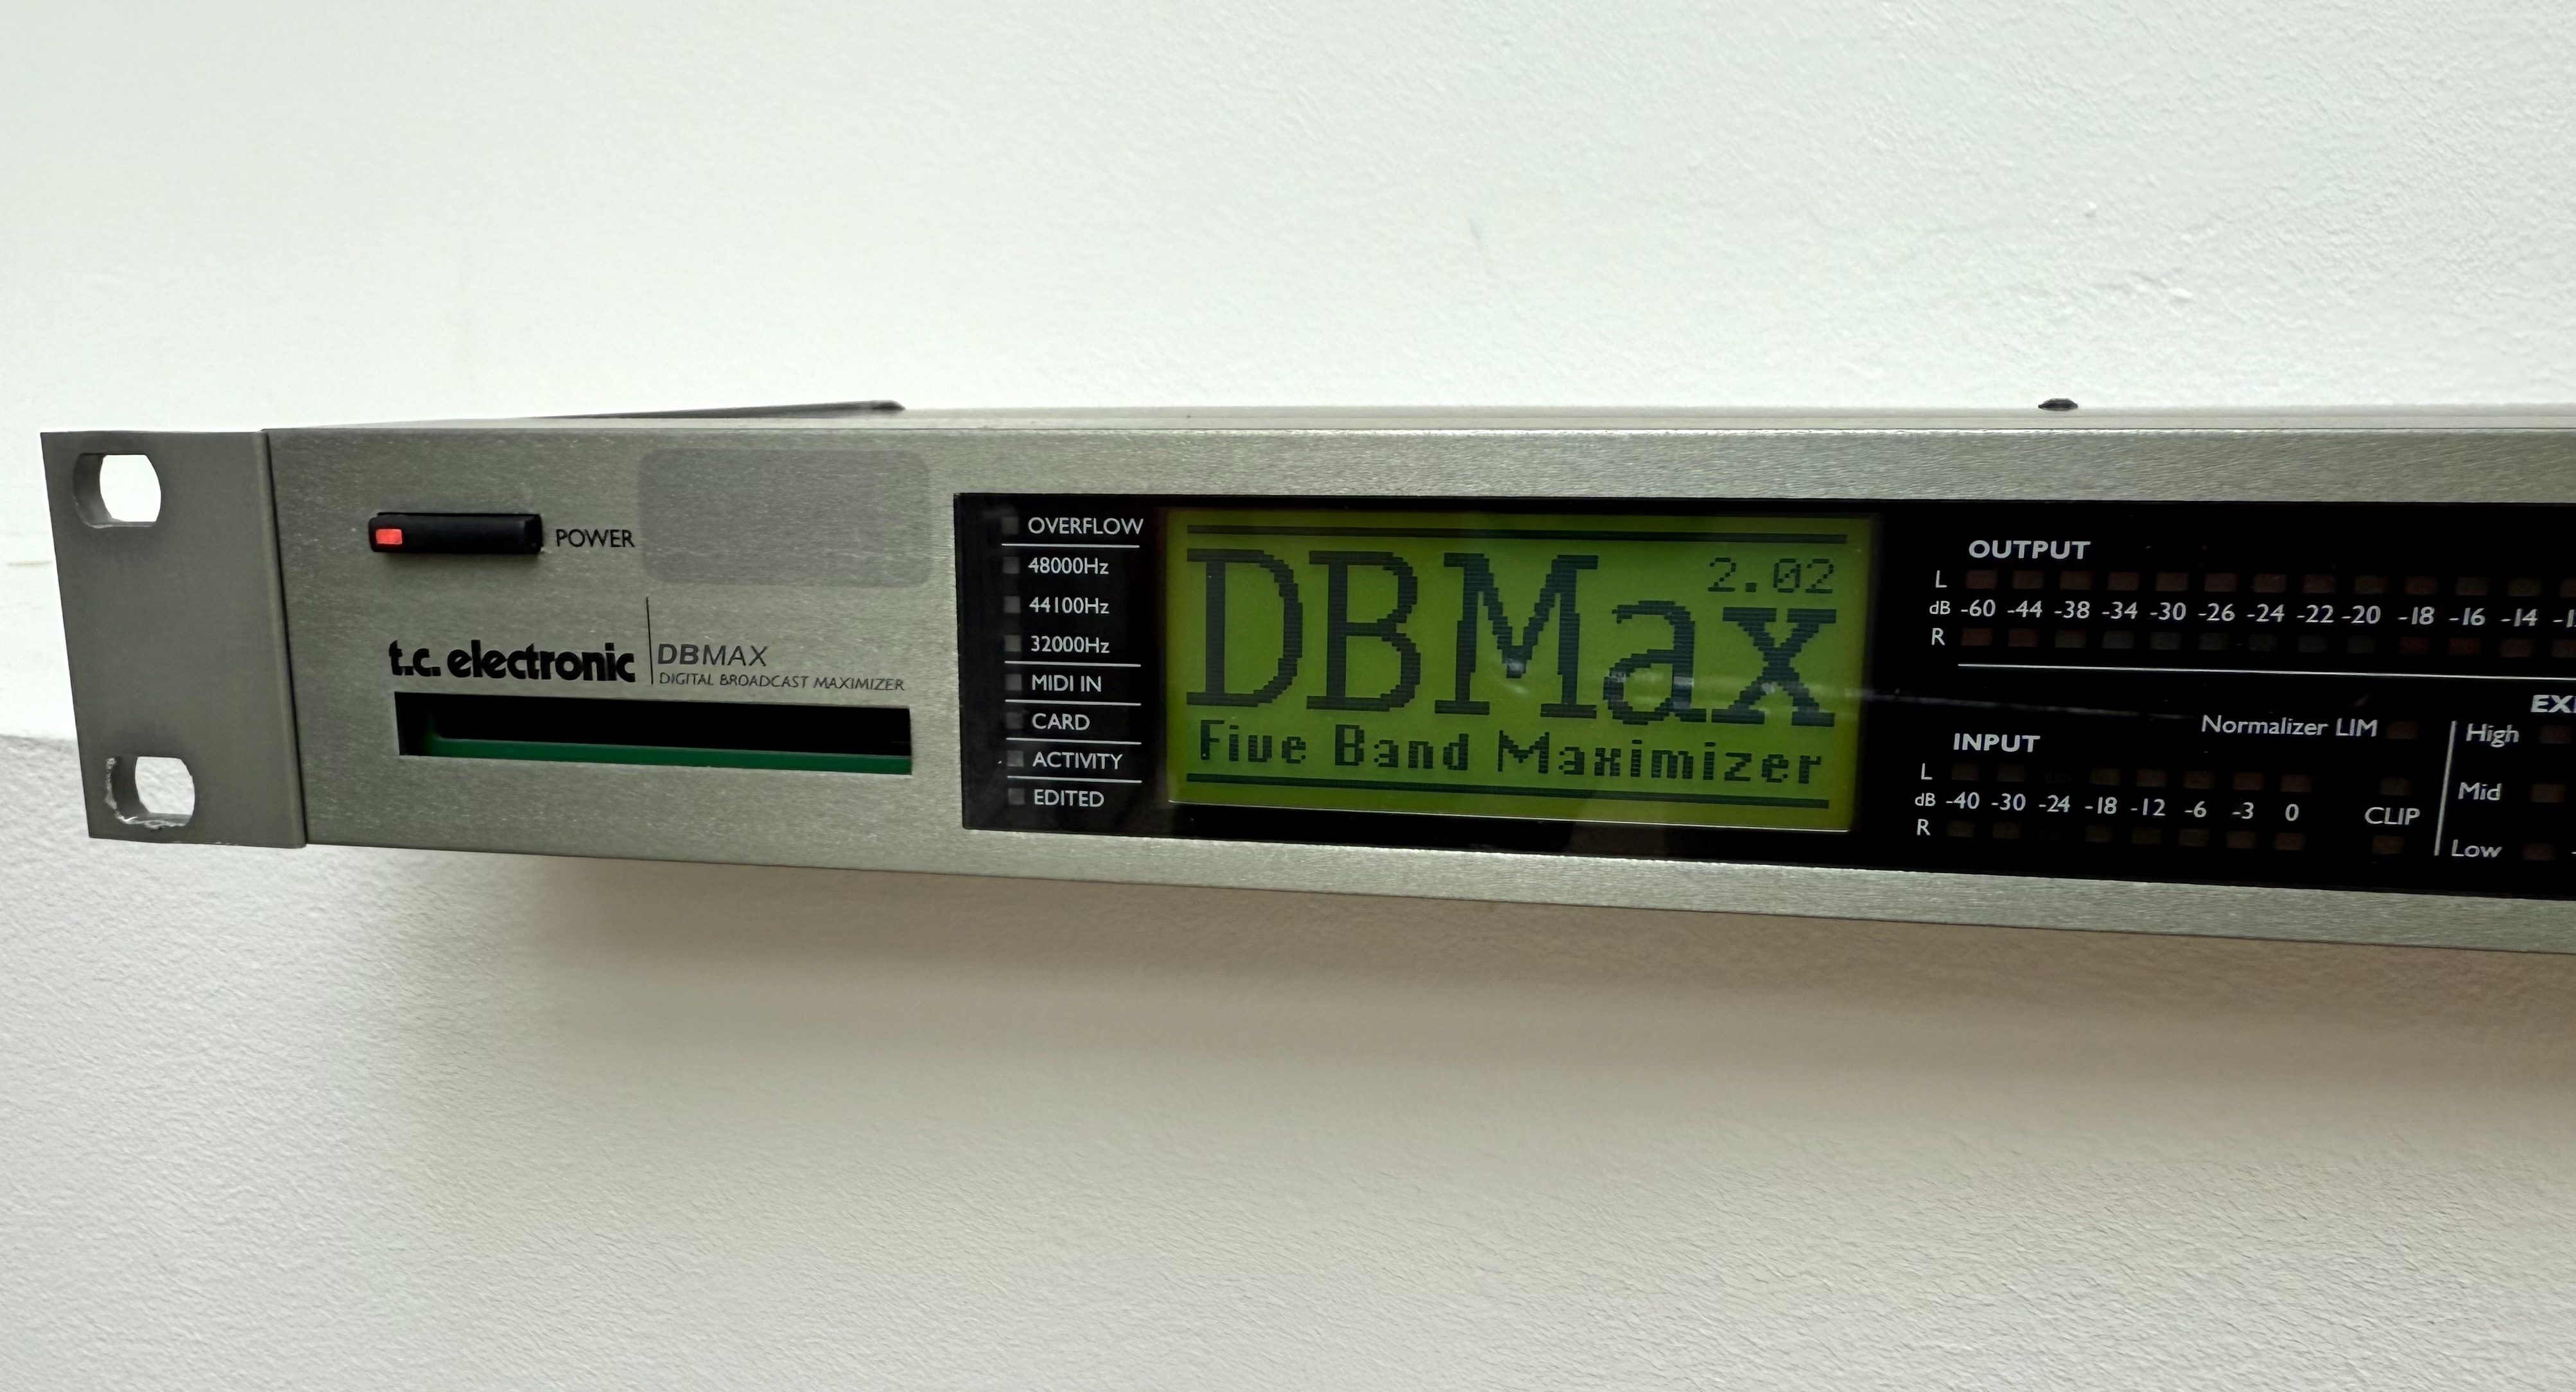 POWER
t.c. electronic
DBMAX
DIGITAL BROADCAST MAXIMIZER
OVERFLOW
48000Hz
44100Hz
32000Hz
MIDI IN
CARD
ACTIVITY
EDITED
DBMax
2.02
Five Band Maximizer
OUTPUT
L
dB -60 -44 -38 -34 -30 -26 -24 -22 -20 -18 -16 -14
R
Normalizer LIM
INPUT
L
dB -40 -30 -24 -18 -12 -6 -3 0
R
CLIP
High
Mid
Low